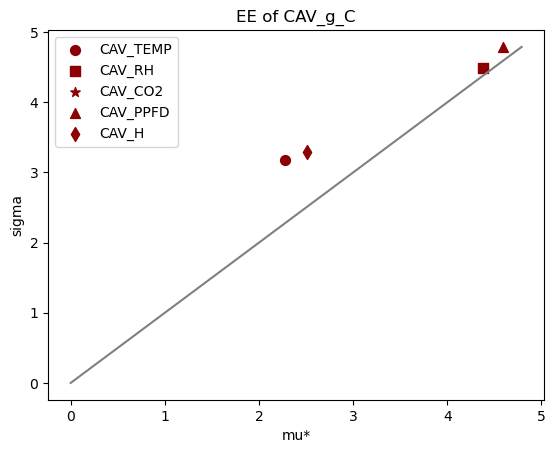 EE of CAV_g_C
CAV_TEMP
CAV_RH
CAV_CO2
CAV_PPFD
CAV_H
sigma
5
4
3
2
1
0
0 1 2 3 4 5
mu*